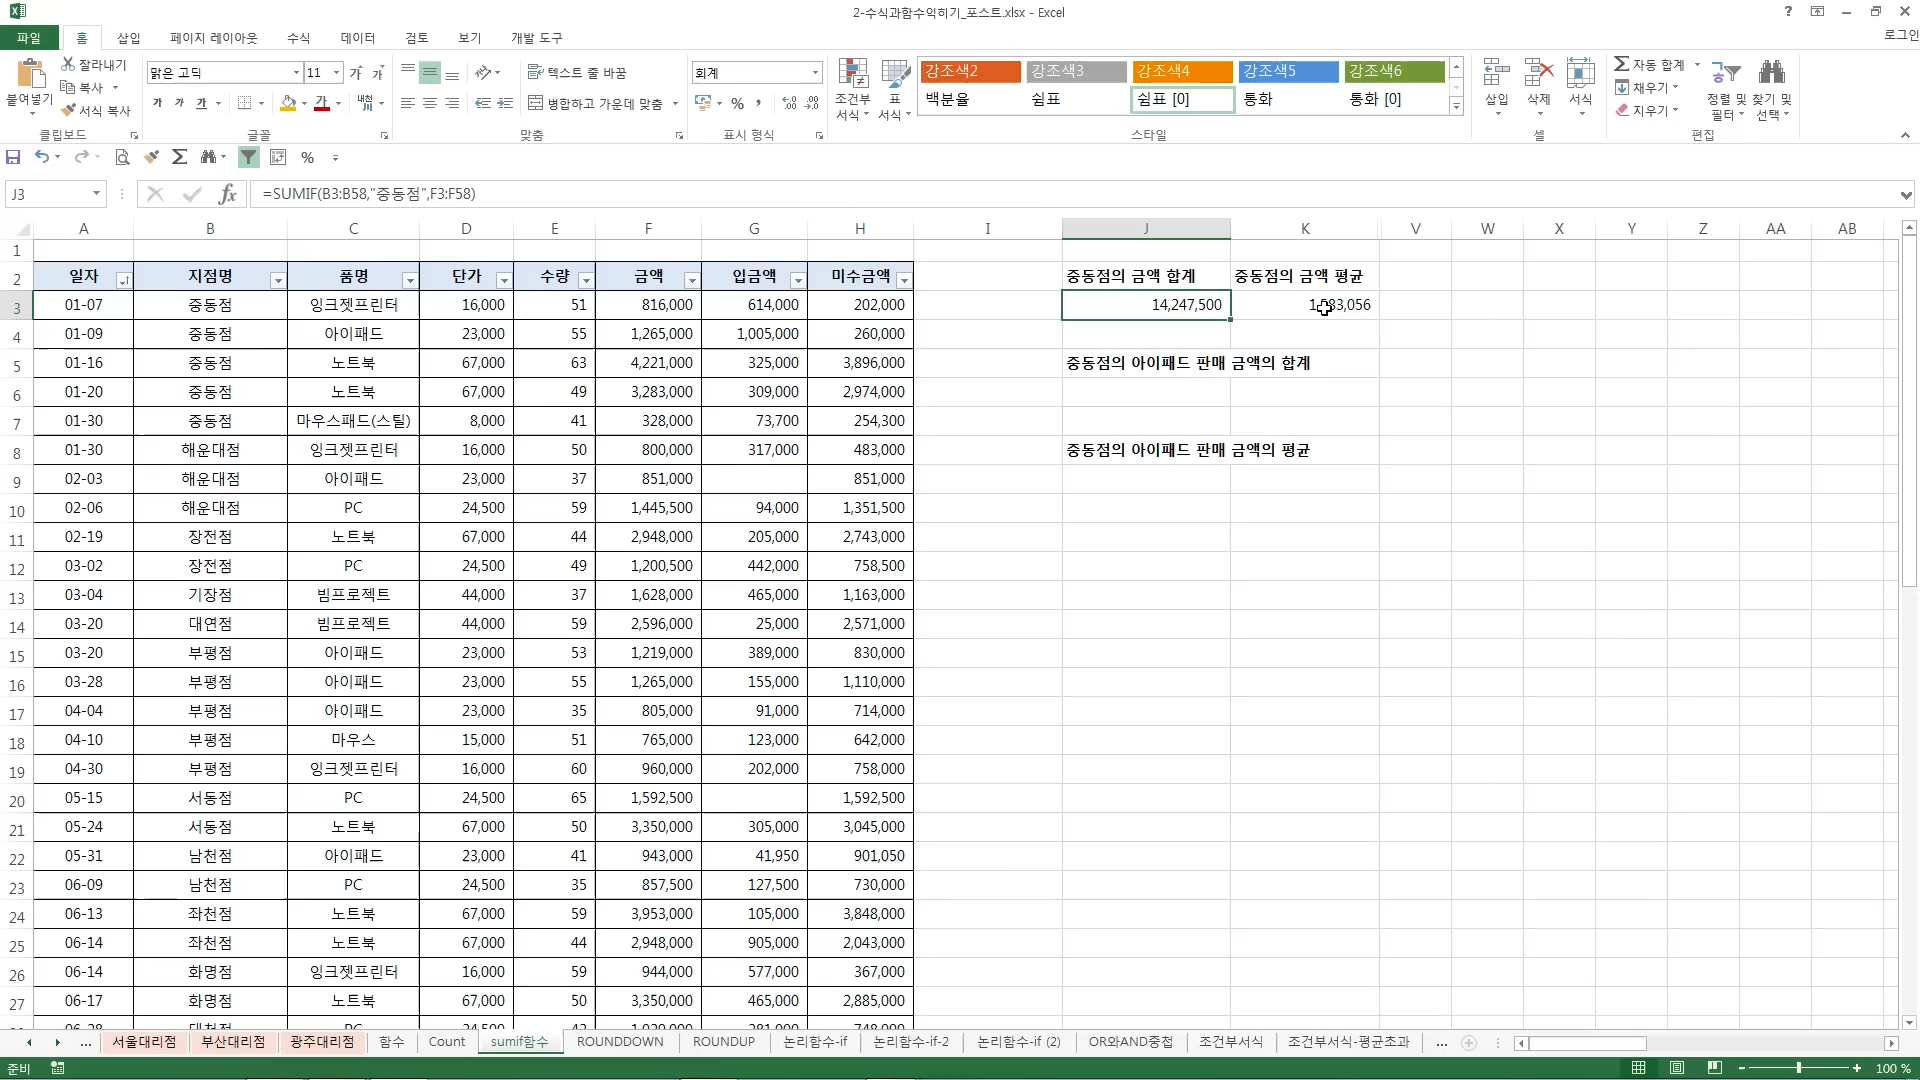 2-수식과함수익히기_포스트.xlsx - Excel
로그인
파일 홈 삽입 페이지 레이아웃 수식 데이터 검토 보기 개발 도구
붙여넣기 잘라내기 복사 서식 복사
맑은 고딕 11
가 가 가 내천
텍스트 줄 바꿈
병합하고 가운데 맞춤
회계
조건부 서식 표 서식
강조색2 강조색3 강조색4 강조색5 강조색6
백분율 쉼표 쉼표 [0] 통화 통화 [0]
삽입 삭제 서식
자동 합계 채우기 지우기
정렬 및 필터 찾기 및 선택
클립보드 글꼴 맞춤 표시 형식 스타일 셀 편집
J3 =SUMIF(B3:B58,"중동점",F3:F58)
A B C D E F G H I J K V W X Y Z AA AB
1
2 일자 지점명 품명 단가 수량 금액 입금액 미수금액 중동점의 금액 합계 중동점의 금액 평균
3 01-07 중동점 잉크젯프린터 16,000 51 816,000 614,000 202,000 14,247,500
4 01-09 중동점 아이패드 23,000 55 1,265,000 1,005,000 260,000
5 01-16 중동점 노트북 67,000 63 4,221,000 325,000 3,896,000 중동점의 아이패드 판매 금액의 합계
6 01-20 중동점 노트북 67,000 49 3,283,000 309,000 2,974,000
7 01-30 중동점 마우스패드(스틸) 8,000 41 328,000 73,700 254,300
8 01-30 해운대점 잉크젯프린터 16,000 50 800,000 317,000 483,000 중동점의 아이패드 판매 금액의 평균
9 02-03 해운대점 아이패드 23,000 37 851,000 851,000
10 02-06 해운대점 PC 24,500 59 1,445,500 94,000 1,351,500
11 02-19 장전점 노트북 67,000 44 2,948,000 205,000 2,743,000
12 03-02 장전점 PC 24,500 49 1,200,500 442,000 758,500
13 03-04 기장점 빔프로젝트 44,000 37 1,628,000 465,000 1,163,000
14 03-20 대연점 빔프로젝트 44,000 59 2,596,000 25,000 2,571,000
15 03-20 부평점 아이패드 23,000 53 1,219,000 389,000 830,000
16 03-28 부평점 아이패드 23,000 55 1,265,000 155,000 1,110,000
17 04-04 부평점 아이패드 23,000 35 805,000 91,000 714,000
18 04-10 부평점 마우스 15,000 51 765,000 123,000 642,000
19 04-30 부평점 잉크젯프린터 16,000 60 960,000 202,000 758,000
20 05-15 서동점 PC 24,500 65 1,592,500 1,592,500
21 05-24 서동점 노트북 67,000 50 3,350,000 305,000 3,045,000
22 05-31 남천점 아이패드 23,000 41 943,000 41,950 901,050
23 06-09 남천점 PC 24,500 35 857,500 127,500 730,000
24 06-13 좌천점 노트북 67,000 59 3,953,000 105,000 3,848,000
25 06-14 좌천점 노트북 67,000 44 2,948,000 905,000 2,043,000
26 06-14 화명점 잉크젯프린터 16,000 59 944,000 577,000 367,000
27 06-17 화명점 노트북 67,000 50 3,350,000 465,000 2,885,000
... 서울대리점 부산대리점 광주대리점 함수 Count sumif함수 ROUNDDOWN ROUNDUP 논리함수-if 논리함수-if-2 논리함수-if (2) OR와AND중첩 조건부서식 조건부서식-평균초과 ...
준비 100 %